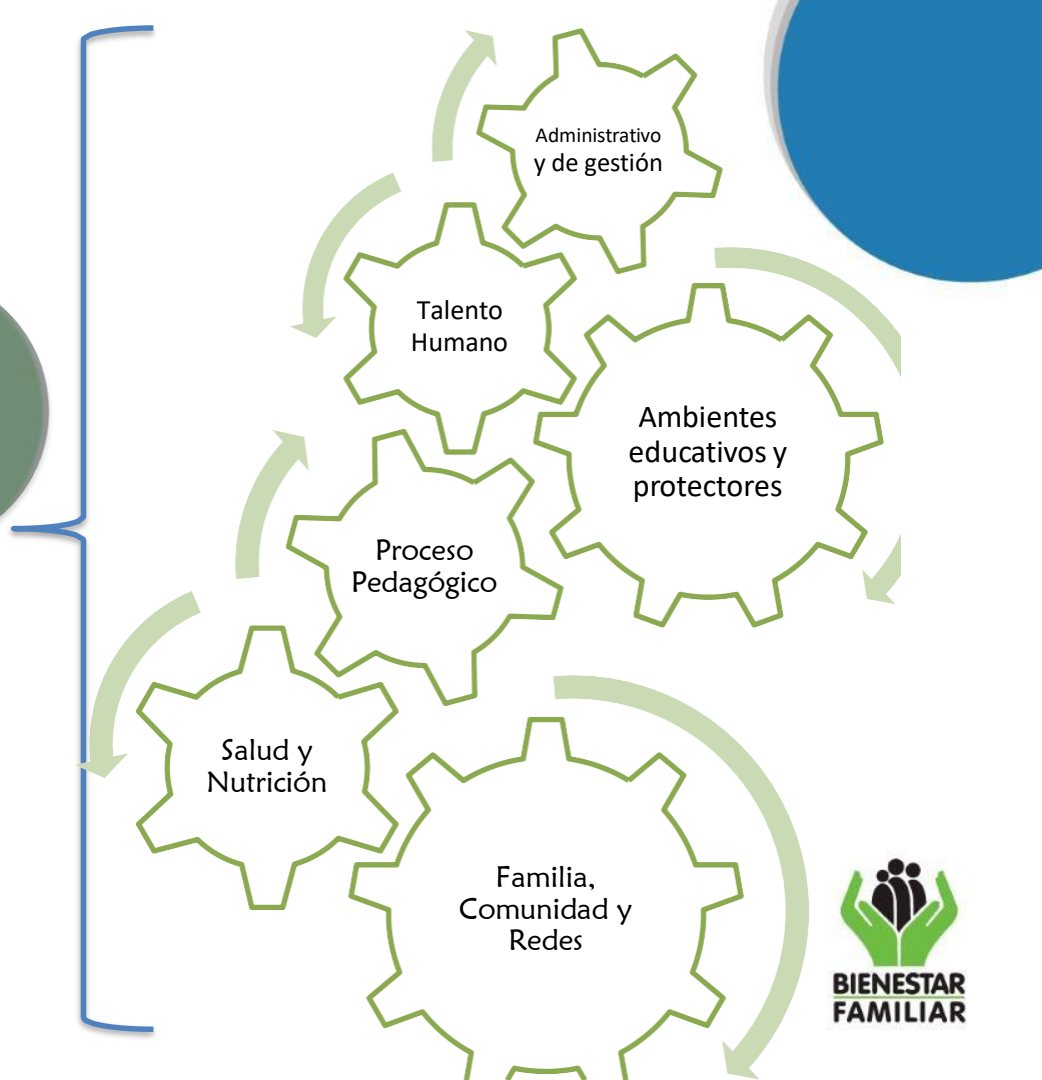 Administrativo
y de gestión
Talento
Humano
Ambientes
educativos y
protectores
Proceso
Pedagógico
Salud y
Nutrición
Familia,
Comunidad y
Redes
BIENESTAR
FAMILIAR